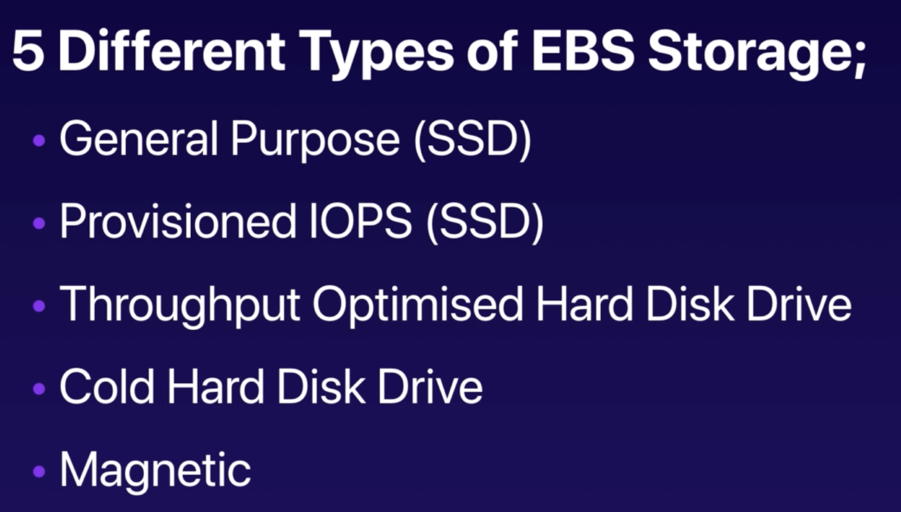 5 Different Types of EBS Storage;
• General Purpose (SSD)
• Provisioned IOPS (SSD)
• Throughput Optimised Hard Disk Drive
• Cold Hard Disk Drive
• Magnetic